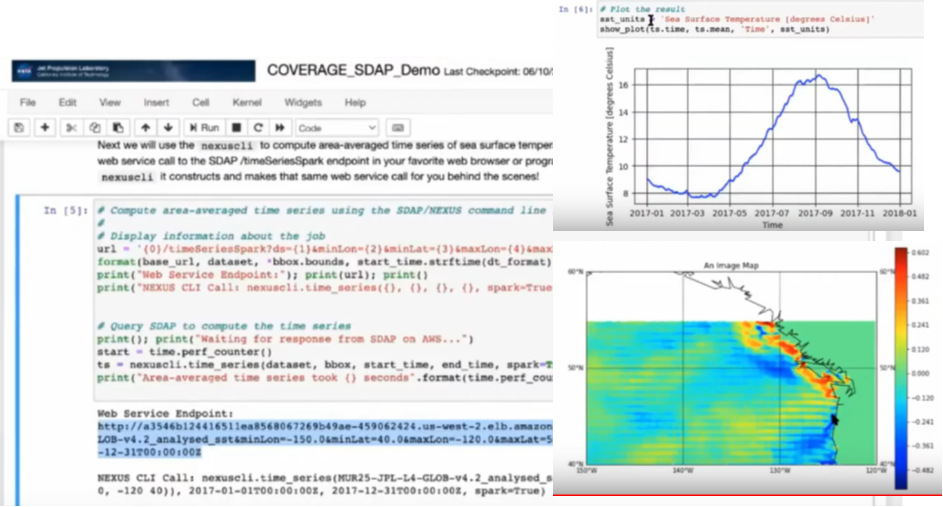 Jet Propulsion Laboratory
California Institute of Technology
COVERAGE_SDAP_Demo Last Checkpoint: 06/10/
File Edit View Insert Cell Kernel Widgets Help
Run Code
Next we will use the nexuscli to compute area-averaged time series of sea surface temper
web service call to the SDAP /timeSeriesSpark endpoint in your favorite web browser or progr
nexuscli it constructs and makes that same web service call for you behind the scenes!
In [5]: # Compute area-averaged time series using the SDAP/NEXUS command line
#
# Display information about the job
url = '{0}/timeSeriesSpark?ds={1}&minLon={2}&minLat={3}&maxLon={4}&max
format(base_url, dataset, *bbox.bounds, start_time.strftime(dt_format)
print("Web Service Endpoint:"); print(url); print()
print("NEXUS CLI Call: nexuscli.time_series({}, {}, {}, {}, spark=True
# Query SDAP to compute the time series
print(); print("Waiting for response from SDAP on AWS...")
start = time.perf_counter()
ts = nexuscli.time_series(dataset, bbox, start_time, end_time, spark=T
print("Area-averaged time series took {} seconds".format(time.perf_cou
Web Service Endpoint:
http://a3546b124416511ea8568067269b49ae-459062424.us-west-2.elb.amazon
LOB-v4.2_analysed_sst&minLon=-150.0&minLat=40.0&maxLon=-120.0&maxLat=5
-12-31T00:00:00Z
NEXUS CLI Call: nexuscli.time_series(MUR25-JPL-L4-GLOB-v4.2_analysed_s
0, -120 40)), 2017-01-01T00:00:00Z, 2017-12-31T00:00:00Z, spark=True)
In [6]: # Plot the result
sst_units = 'Sea Surface Temperature [degrees Celsius]'
show_plot(ts.time, ts.mean, 'Time', sst_units)
Sea Surface Temperature [degrees Celsius]
16
14
12
10
8
2017-01 2017-03 2017-05 2017-07 2017-09 2017-11 2018-01
Time
An Image Map
60°N 60°N
50°N 50°N
40°N 40°N
150°W 140°W 130°W 120°W
0.602
0.482
0.361
0.241
0.120
0.000
−0.120
−0.241
−0.361
−0.482